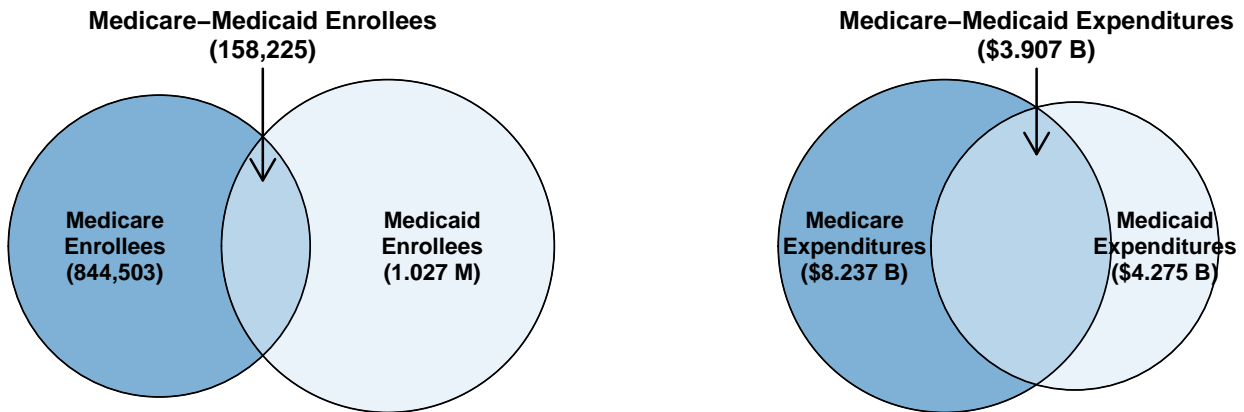 Medicare–Medicaid Enrollees
(158,225)
Medicare
Enrollees
(844,503)
Medicaid
Enrollees
(1.027 M)
Medicare–Medicaid Expenditures
($3.907 B)
Medicare
Expenditures
($8.237 B)
Medicaid
Expenditures
($4.275 B)